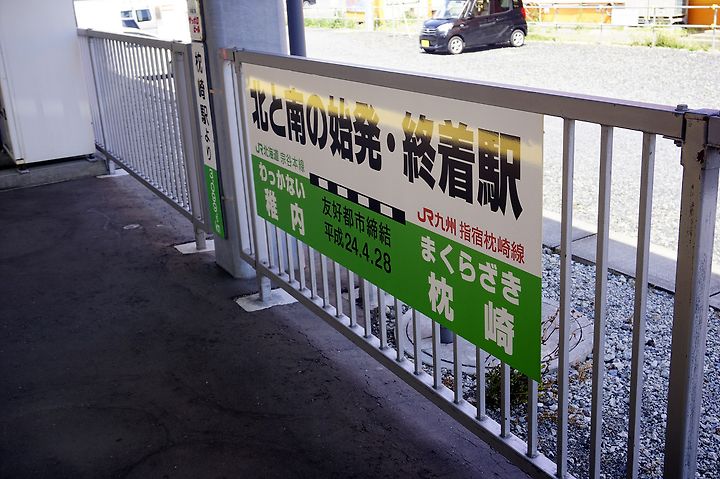 北と南の始発・終着駅
JR北海道 宗谷本線
わっかない
稚内
友好都市締結
平成24.4.28
JR九州 指宿枕崎線
まくらざき
枕崎
枕崎駅より